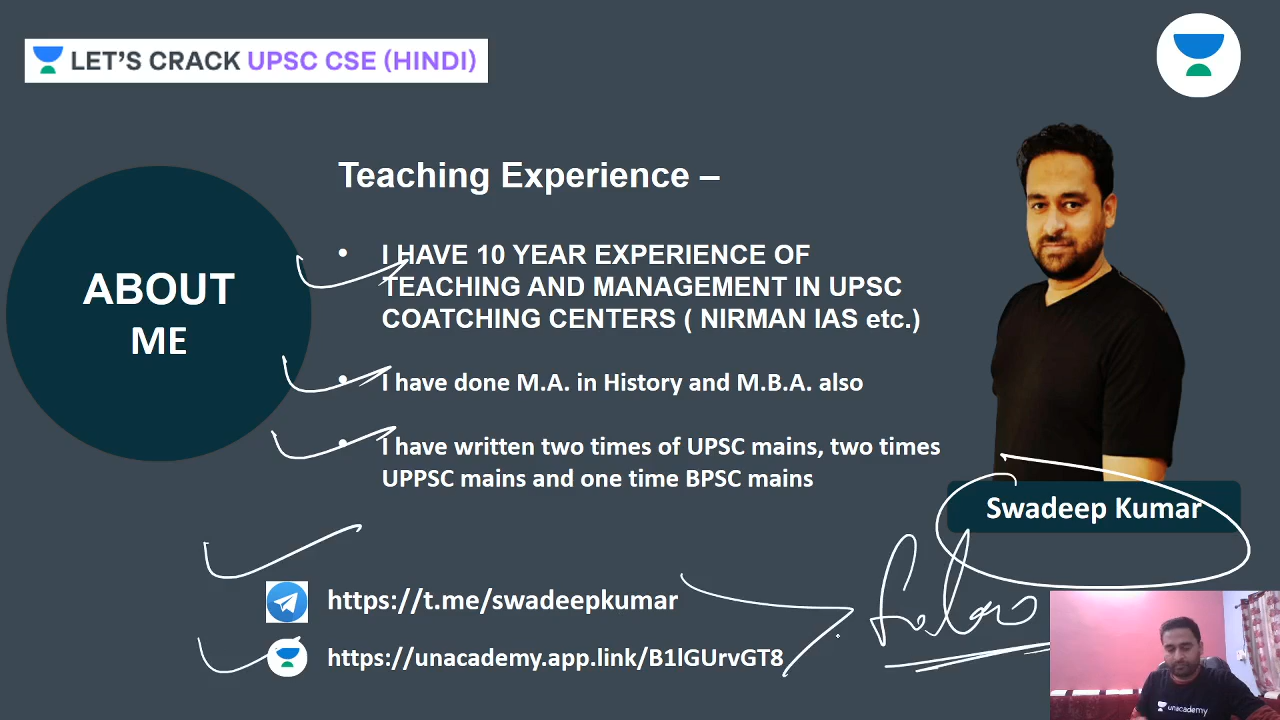 LET'S CRACK UPSC CSE (HINDI)
Teaching Experience –
ABOUT
ME
• I HAVE 10 YEAR EXPERIENCE OF
TEACHING AND MANAGEMENT IN UPSC
COATCHING CENTERS ( NIRMAN IAS etc.)
• I have done M.A. in History and M.B.A. also
• I have written two times of UPSC mains, two times
UPPSC mains and one time BPSC mains
Swadeep Kumar
https://t.me/swadeepkumar
https://unacademy.app.link/B1lGUrvGT8
unacademy